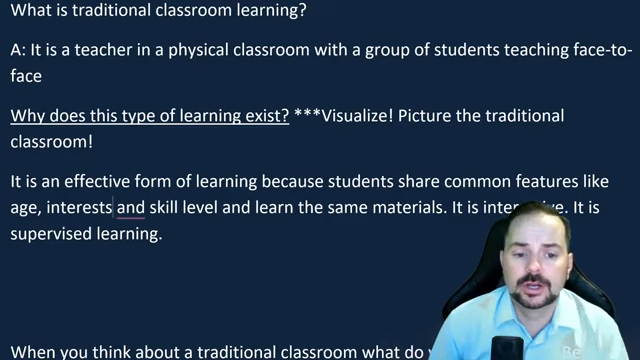 What is traditional classroom learning?
A: It is a teacher in a physical classroom with a group of students teaching face-to-
face
Why does this type of learning exist? ***Visualize! Picture the traditional
classroom!
It is an effective form of learning because students share common features like
age, interests and skill level and learn the same materials. It is interactive. It is
supervised learning.
When you think about a traditional classroom what do